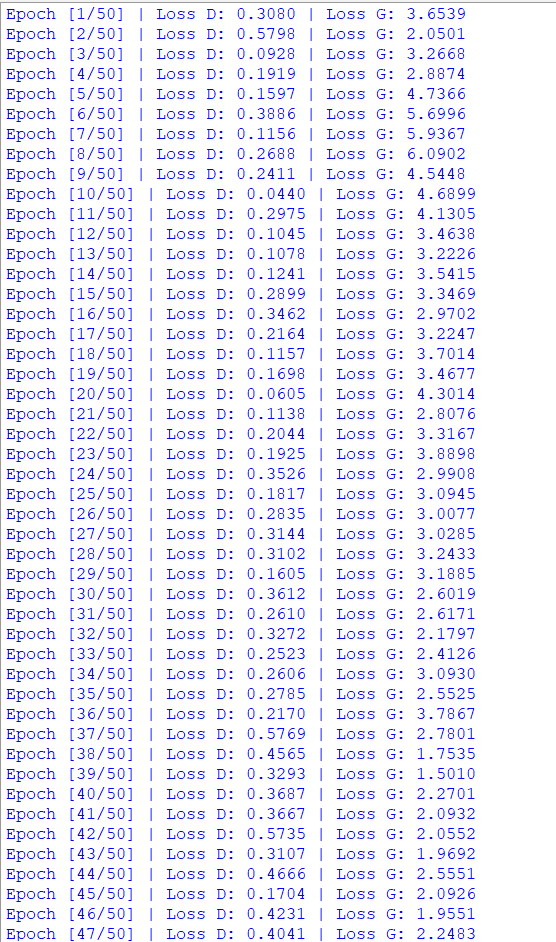 Epoch [1/50] | Loss D: 0.3080 | Loss G: 3.6539
Epoch [2/50] | Loss D: 0.5798 | Loss G: 2.0501
Epoch [3/50] | Loss D: 0.0928 | Loss G: 3.2668
Epoch [4/50] | Loss D: 0.1919 | Loss G: 2.8874
Epoch [5/50] | Loss D: 0.1597 | Loss G: 4.7366
Epoch [6/50] | Loss D: 0.3886 | Loss G: 5.6996
Epoch [7/50] | Loss D: 0.1156 | Loss G: 5.9367
Epoch [8/50] | Loss D: 0.2688 | Loss G: 6.0902
Epoch [9/50] | Loss D: 0.2411 | Loss G: 4.5448
Epoch [10/50] | Loss D: 0.0440 | Loss G: 4.6899
Epoch [11/50] | Loss D: 0.2975 | Loss G: 4.1305
Epoch [12/50] | Loss D: 0.1045 | Loss G: 3.4638
Epoch [13/50] | Loss D: 0.1078 | Loss G: 3.2226
Epoch [14/50] | Loss D: 0.1241 | Loss G: 3.5415
Epoch [15/50] | Loss D: 0.2899 | Loss G: 3.3469
Epoch [16/50] | Loss D: 0.3462 | Loss G: 2.9702
Epoch [17/50] | Loss D: 0.2164 | Loss G: 3.2247
Epoch [18/50] | Loss D: 0.1157 | Loss G: 3.7014
Epoch [19/50] | Loss D: 0.1698 | Loss G: 3.4677
Epoch [20/50] | Loss D: 0.0605 | Loss G: 4.3014
Epoch [21/50] | Loss D: 0.1138 | Loss G: 2.8076
Epoch [22/50] | Loss D: 0.2044 | Loss G: 3.3167
Epoch [23/50] | Loss D: 0.1925 | Loss G: 3.8898
Epoch [24/50] | Loss D: 0.3526 | Loss G: 2.9908
Epoch [25/50] | Loss D: 0.1817 | Loss G: 3.0945
Epoch [26/50] | Loss D: 0.2835 | Loss G: 3.0077
Epoch [27/50] | Loss D: 0.3144 | Loss G: 3.0285
Epoch [28/50] | Loss D: 0.3102 | Loss G: 3.2433
Epoch [29/50] | Loss D: 0.1605 | Loss G: 3.1885
Epoch [30/50] | Loss D: 0.3612 | Loss G: 2.6019
Epoch [31/50] | Loss D: 0.2610 | Loss G: 2.6171
Epoch [32/50] | Loss D: 0.3272 | Loss G: 2.1797
Epoch [33/50] | Loss D: 0.2523 | Loss G: 2.4126
Epoch [34/50] | Loss D: 0.2606 | Loss G: 3.0930
Epoch [35/50] | Loss D: 0.2785 | Loss G: 2.5525
Epoch [36/50] | Loss D: 0.2170 | Loss G: 3.7867
Epoch [37/50] | Loss D: 0.5769 | Loss G: 2.7801
Epoch [38/50] | Loss D: 0.4565 | Loss G: 1.7535
Epoch [39/50] | Loss D: 0.3293 | Loss G: 1.5010
Epoch [40/50] | Loss D: 0.3687 | Loss G: 2.2701
Epoch [41/50] | Loss D: 0.3667 | Loss G: 2.0932
Epoch [42/50] | Loss D: 0.5735 | Loss G: 2.0552
Epoch [43/50] | Loss D: 0.3107 | Loss G: 1.9692
Epoch [44/50] | Loss D: 0.4666 | Loss G: 2.5551
Epoch [45/50] | Loss D: 0.1704 | Loss G: 2.0926
Epoch [46/50] | Loss D: 0.4231 | Loss G: 1.9551
Epoch [47/50] | Loss D: 0.4041 | Loss G: 2.2483